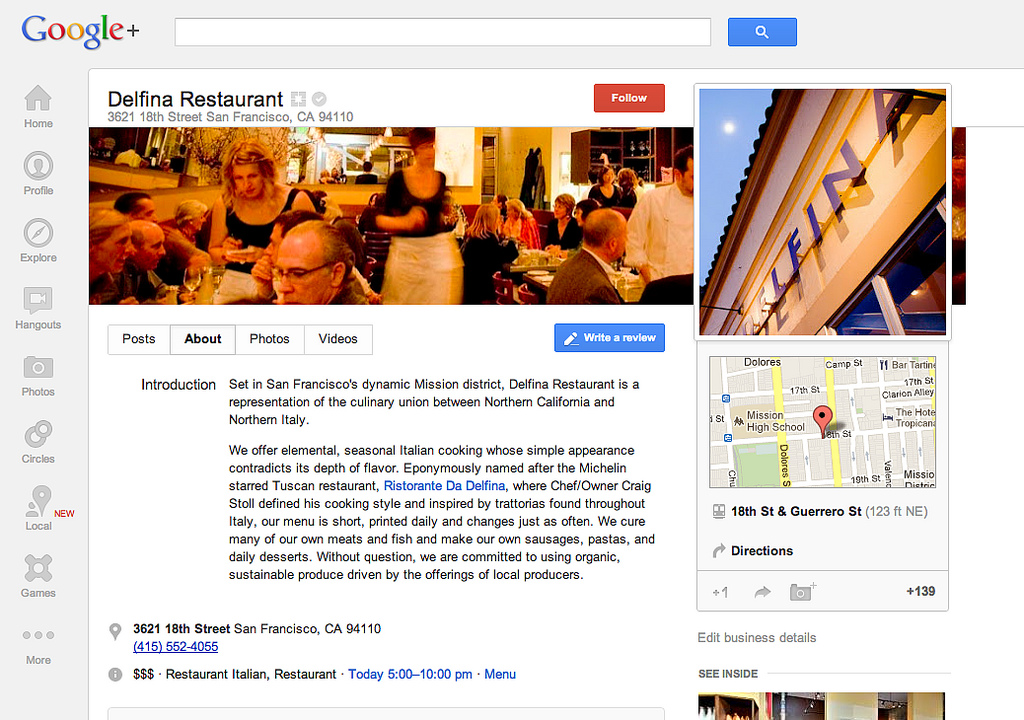 Google+
Delfina Restaurant
3621 18th Street San Francisco, CA 94110
Follow
Home
Profile
Explore
Hangouts
Photos
Circles
Local NEW
Games
More
ELFINA
Posts About Photos Videos
Write a review
Introduction
Set in San Francisco's dynamic Mission district, Delfina Restaurant is a
representation of the culinary union between Northern California and
Northern Italy.
We offer elemental, seasonal Italian cooking whose simple appearance
contradicts its depth of flavor. Eponymously named after the Michelin
starred Tuscan restaurant, Ristorante Da Delfina, where Chef/Owner Craig
Stoll defined his cooking style and inspired by trattorias found throughout
Italy, our menu is short, printed daily and changes just as often. We cure
many of our own meats and fish and make our own sausages, pastas, and
daily desserts. Without question, we are committed to using organic,
sustainable produce driven by the offerings of local producers.
3621 18th Street San Francisco, CA 94110
(415) 552-4055
$$$ · Restaurant Italian, Restaurant · Today 5:00–10:00 pm · Menu
Dolores
Camp St
Bar Tartine
17th St
17th St
Clarion Alley
d St
Mission
High School
The Hote
Tropicana
8th St
Dolores S
Valenc
19th St
Missio
Distric
Chu
18th St & Guerrero St (123 ft NE)
Directions
+1
+139
Edit business details
SEE INSIDE